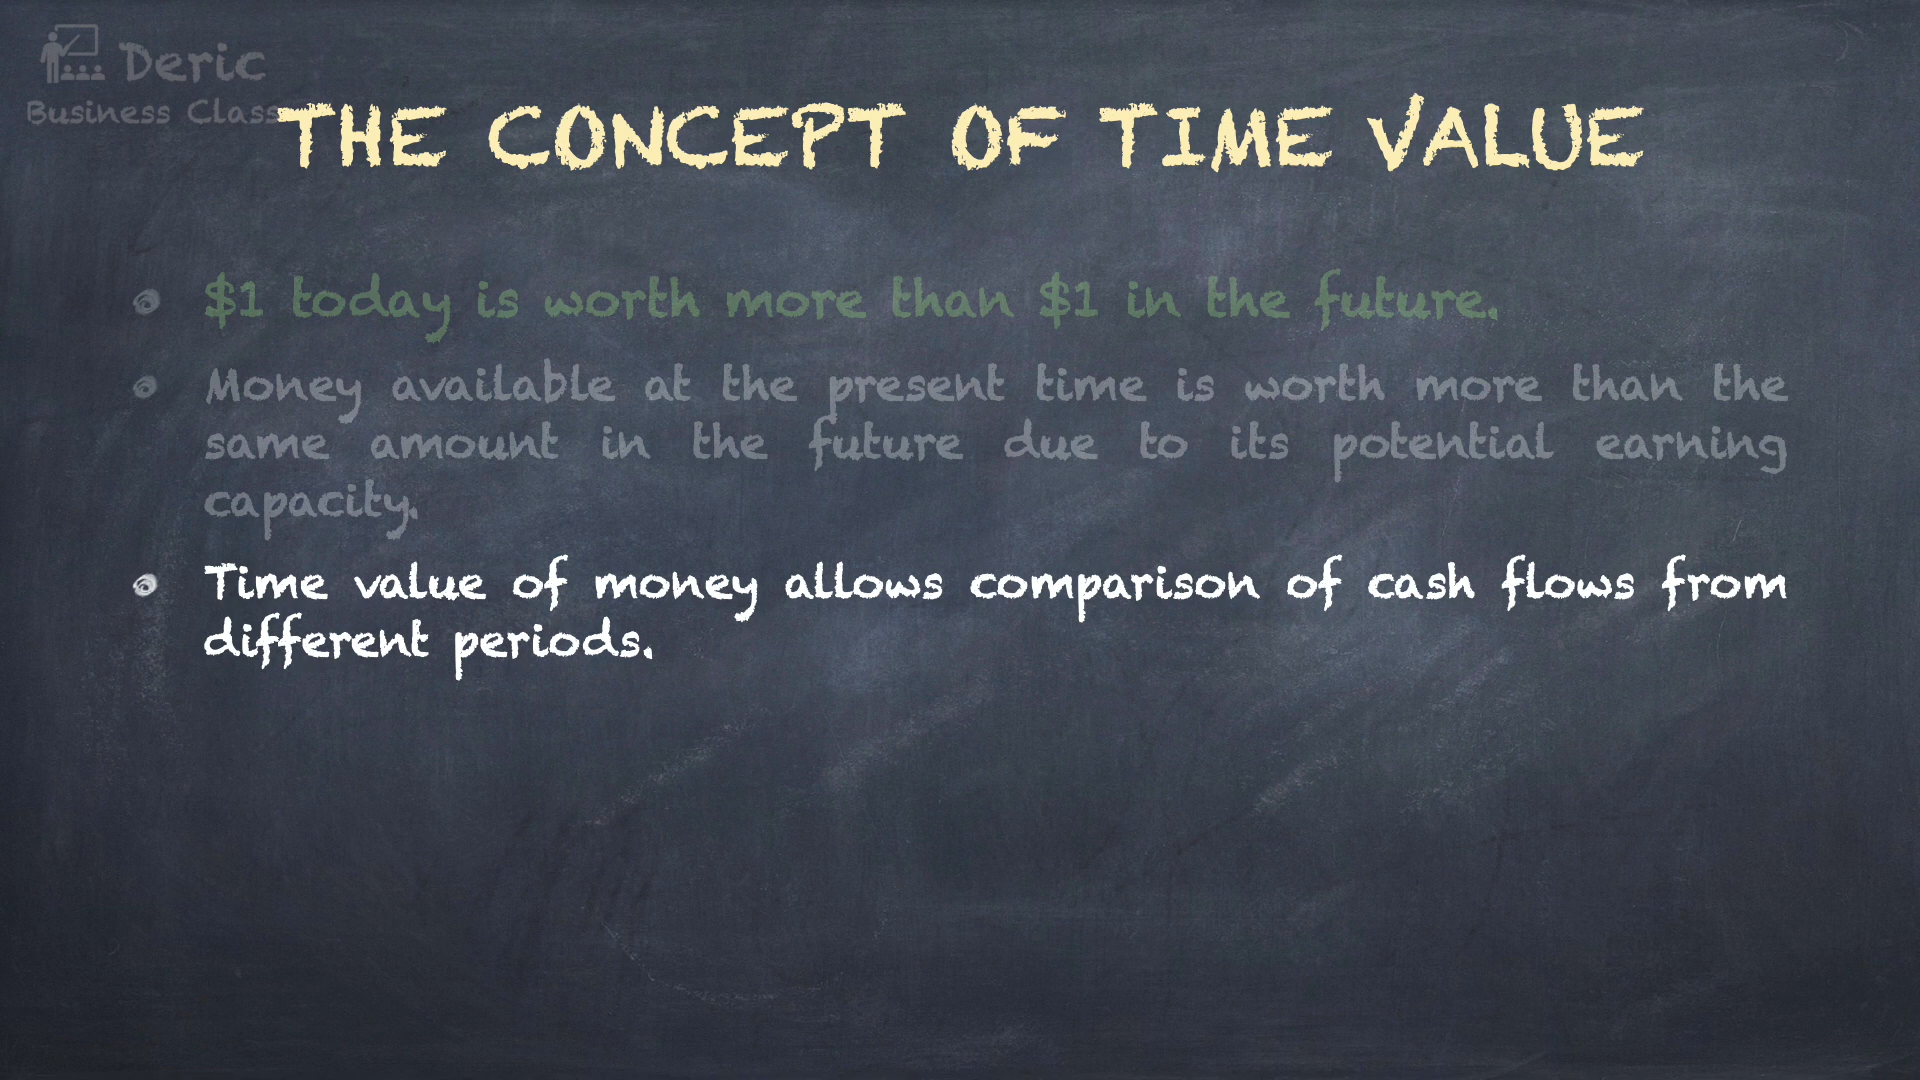 Deric
Business Class
THE CONCEPT OF TIME VALUE
$1 today is worth more than $1 in the future.
Money available at the present time is worth more than the
same amount in the future due to its potential earning
capacity.
Time value of money allows comparison of cash flows from
different periods.